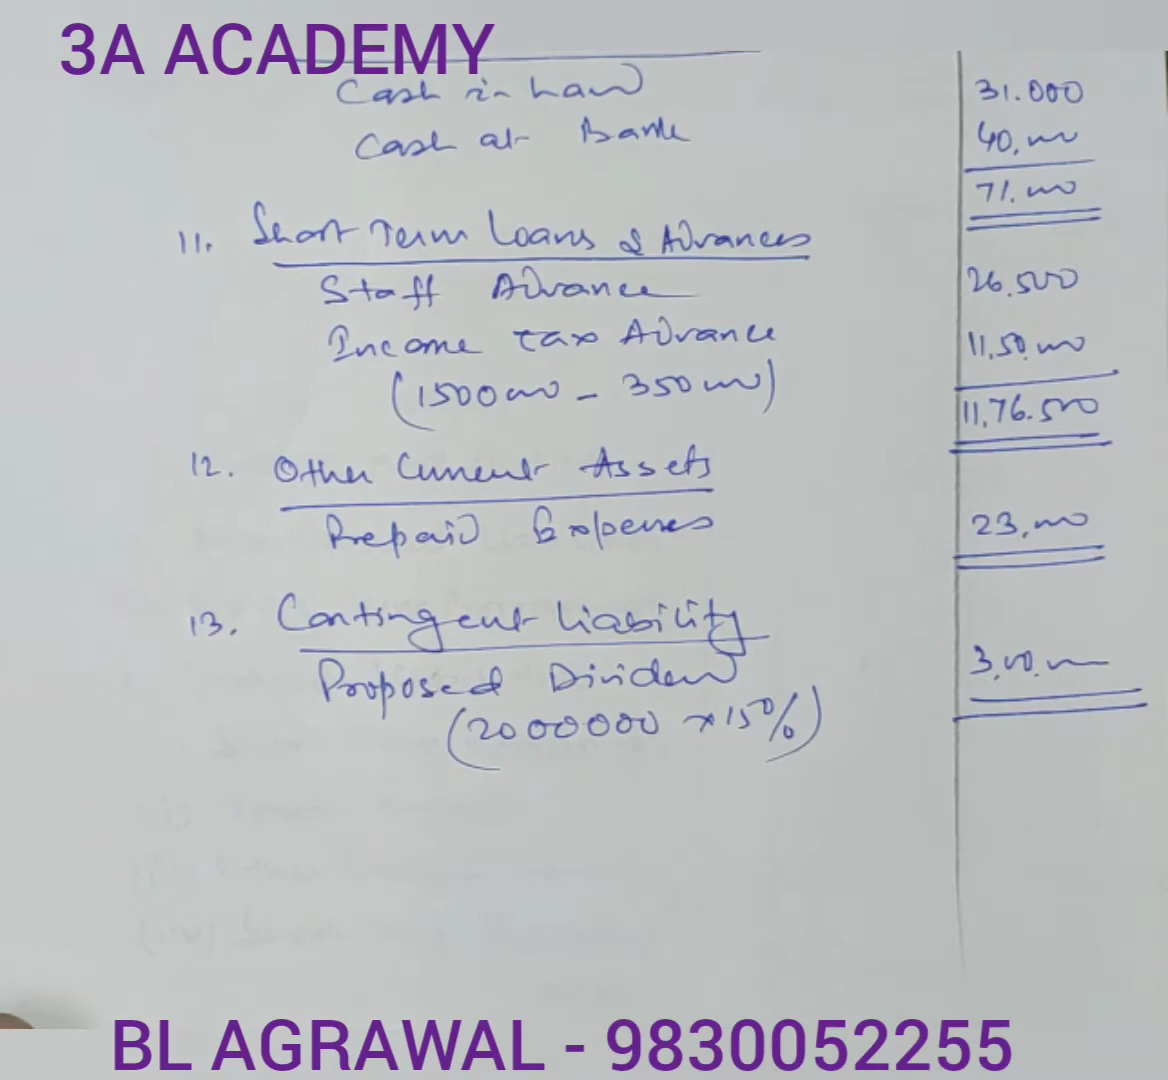 3A ACADEMY
Cash in hand 31.000
Cash at Bank 40,000
71.000
11. Short Term Loans & Advances
Staff Advance 26.500
Income tax Advance 11,50.000
(1500000 - 350000)
11,76.500
12. Other Current Assets
Prepaid Expenses 23,000
13. Contingent Liability
Proposed Dividend 3,00,000
(2000000 x 15%)
BL AGRAWAL - 9830052255